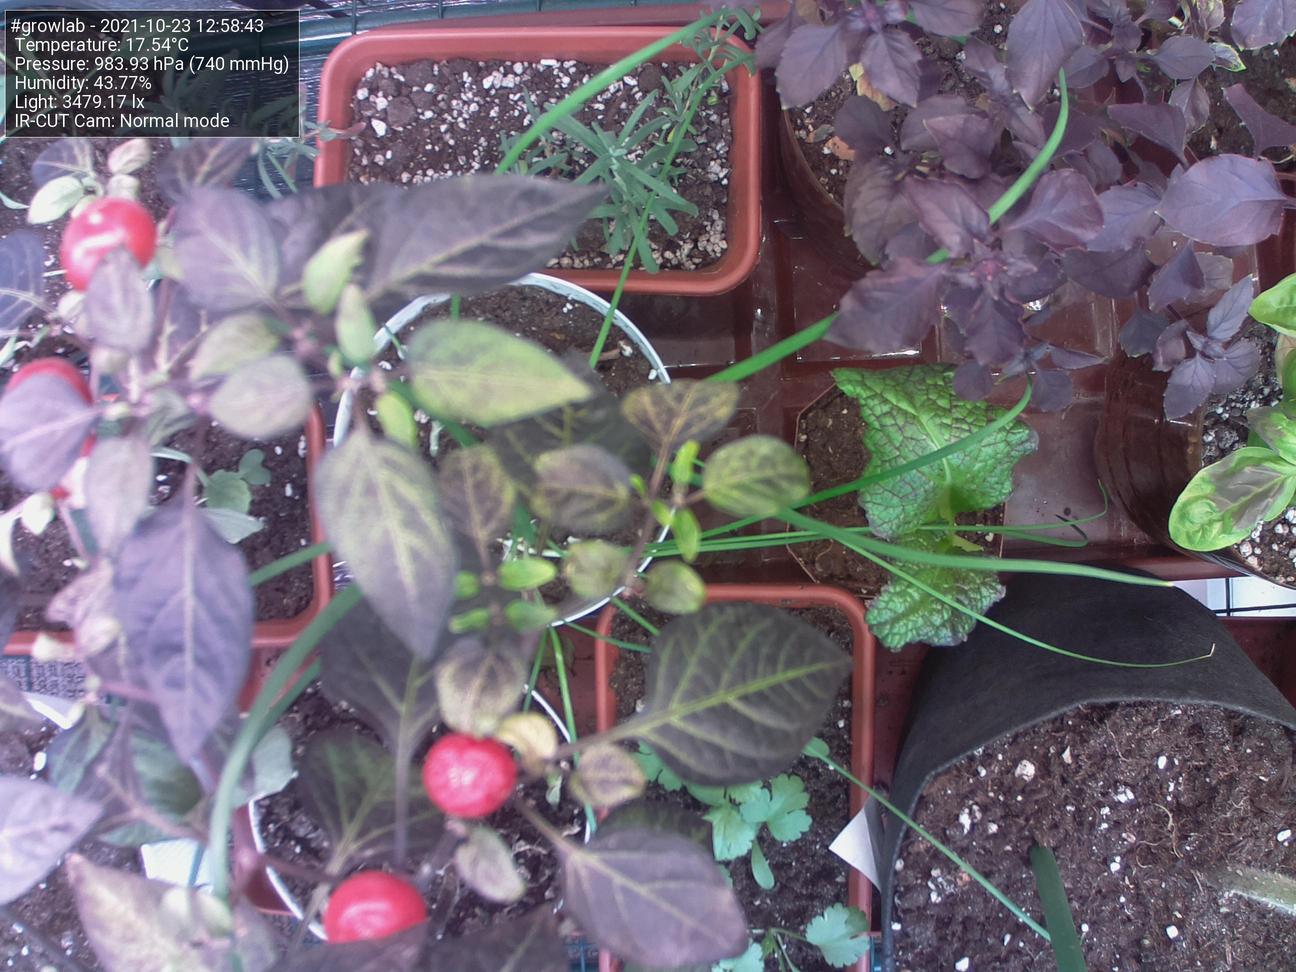 #growlab - 2021-10-23 12:58:43
Temperature: 17.54°C
Pressure: 983.93 hPa (740 mmHg)
Humidity: 43.77%
Light: 3479.17 lx
IR-CUT Cam: Normal mode